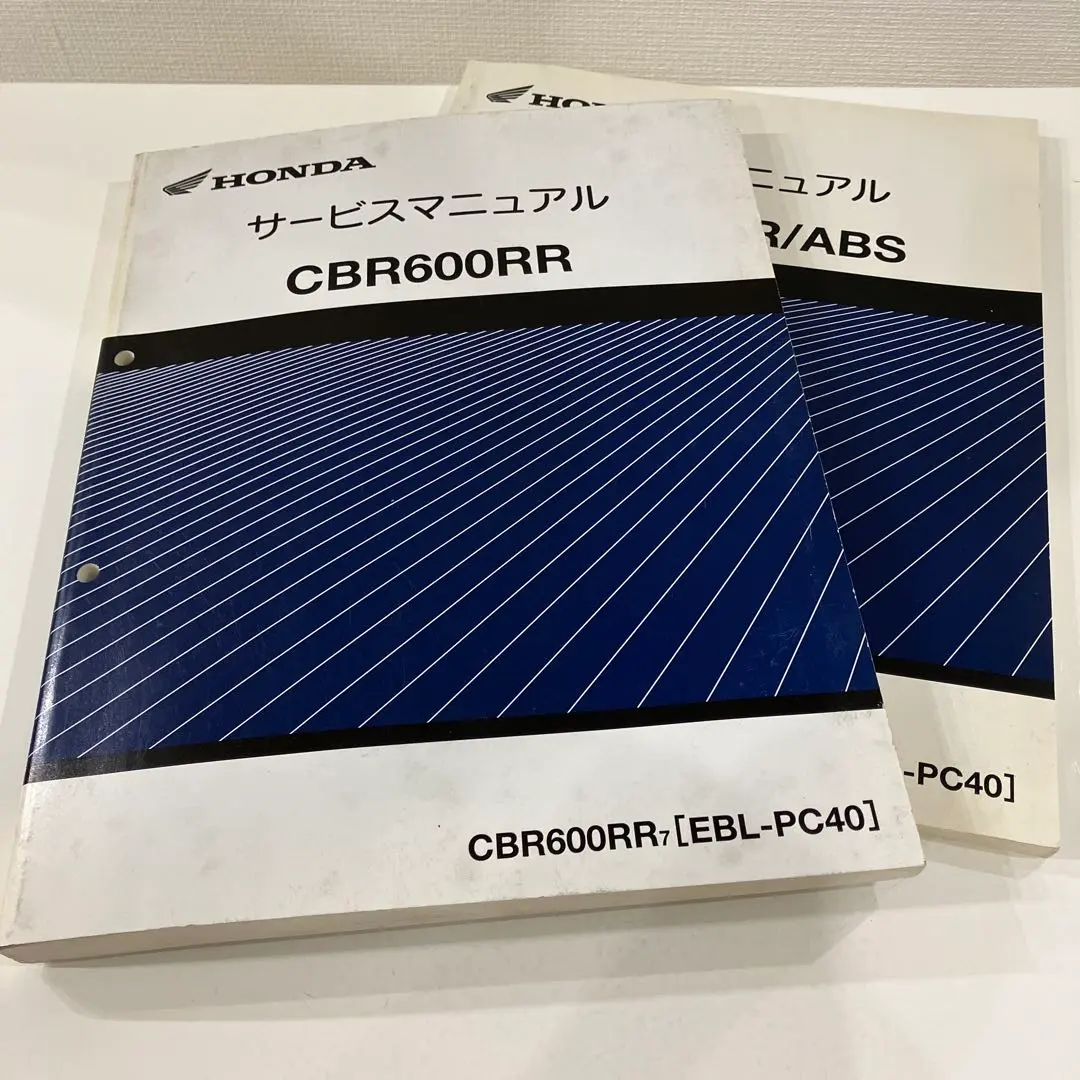 HONDA
サービスマニュアル
CBR600RR
CBR600RR7[EBL-PC40]
HO
ニュアル
R/ABS
-PC40]